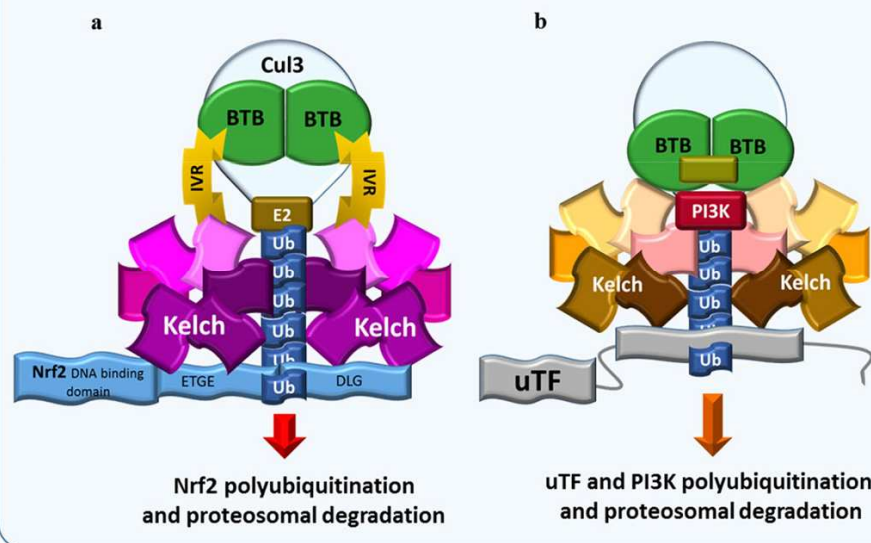 a
Cul3
BTB
BTB
IVR
IVR
E2
Ub
Ub
Ub
Ub
Ub
Ub
Kelch
Kelch
Nrf2 DNA binding
domain
ETGE
DLG
Nrf2 polyubiquitination
and proteosomal degradation
b
BTB
BTB
PI3K
Ub
Ub
Ub
Kelch
Kelch
Ub
uTF
uTF and PI3K polyubiquitination
and proteosomal degradation